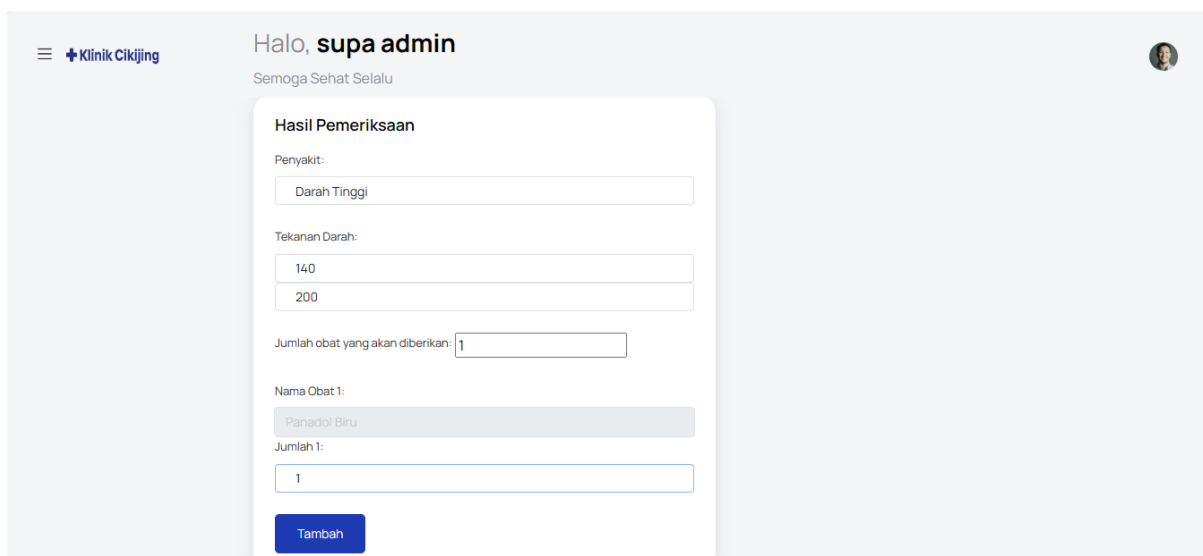 Klinik Cikijing
Halo, supa admin
Semoga Sehat Selalu
Hasil Pemeriksaan
Penyakit:
Darah Tinggi
Tekanan Darah:
140
200
Jumlah obat yang akan diberikan: 1
Nama Obat 1:
Panadol Biru
Jumlah 1:
1
Tambah